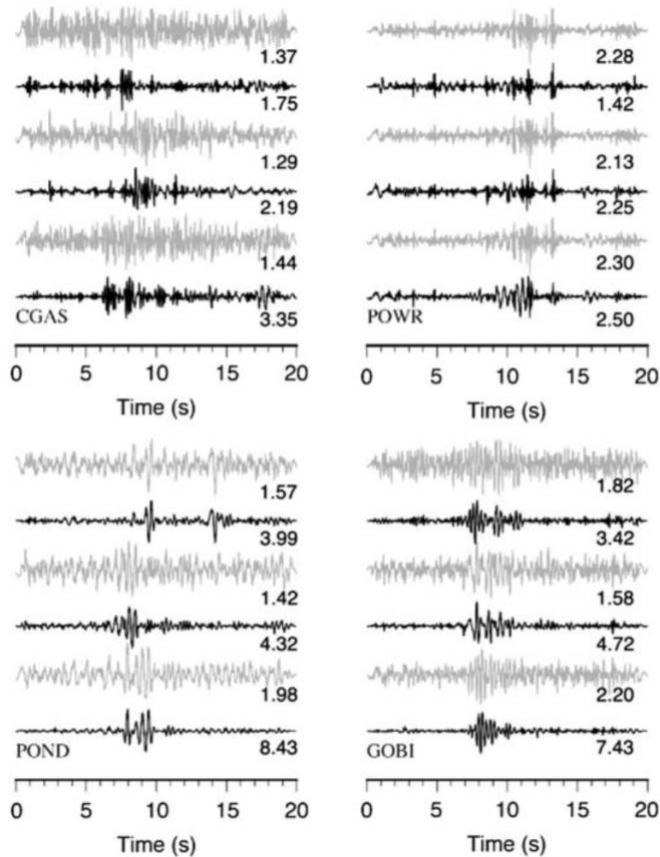 1.37
1.75
1.29
2.19
1.44
CGAS 3.35
0 5 10 15 20
Time (s)
2.28
1.42
2.13
2.25
2.30
POWR 2.50
0 5 10 15 20
Time (s)
1.57
3.99
1.42
4.32
1.98
POND 8.43
0 5 10 15 20
Time (s)
1.82
3.42
1.58
4.72
2.20
GOBI 7.43
0 5 10 15 20
Time (s)